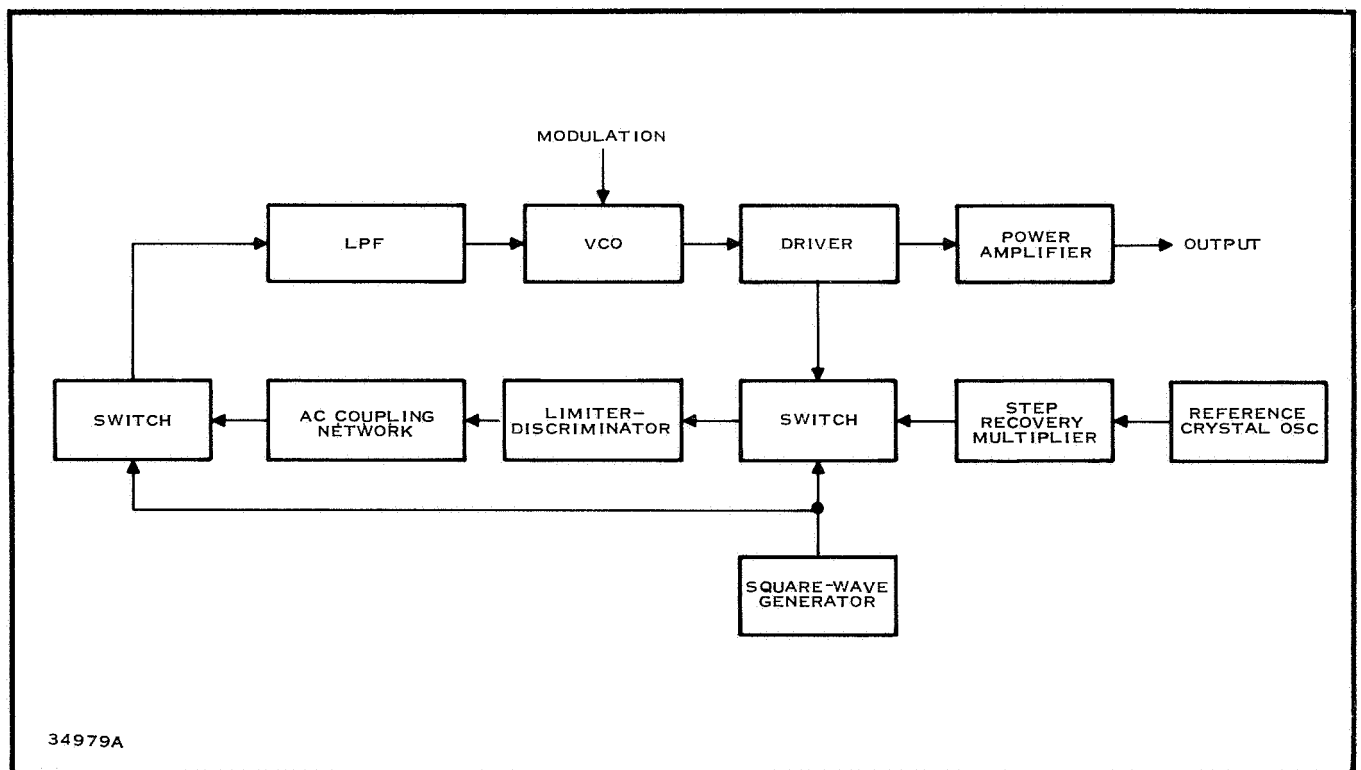 MODULATION
LPF
VCO
DRIVER
POWER
AMPLIFIER
OUTPUT
SWITCH
AC COUPLING
NETWORK
LIMITER-
DISCRIMINATOR
SWITCH
STEP
RECOVERY
MULTIPLIER
REFERENCE
CRYSTAL OSC
SQUARE-WAVE
GENERATOR
34979A